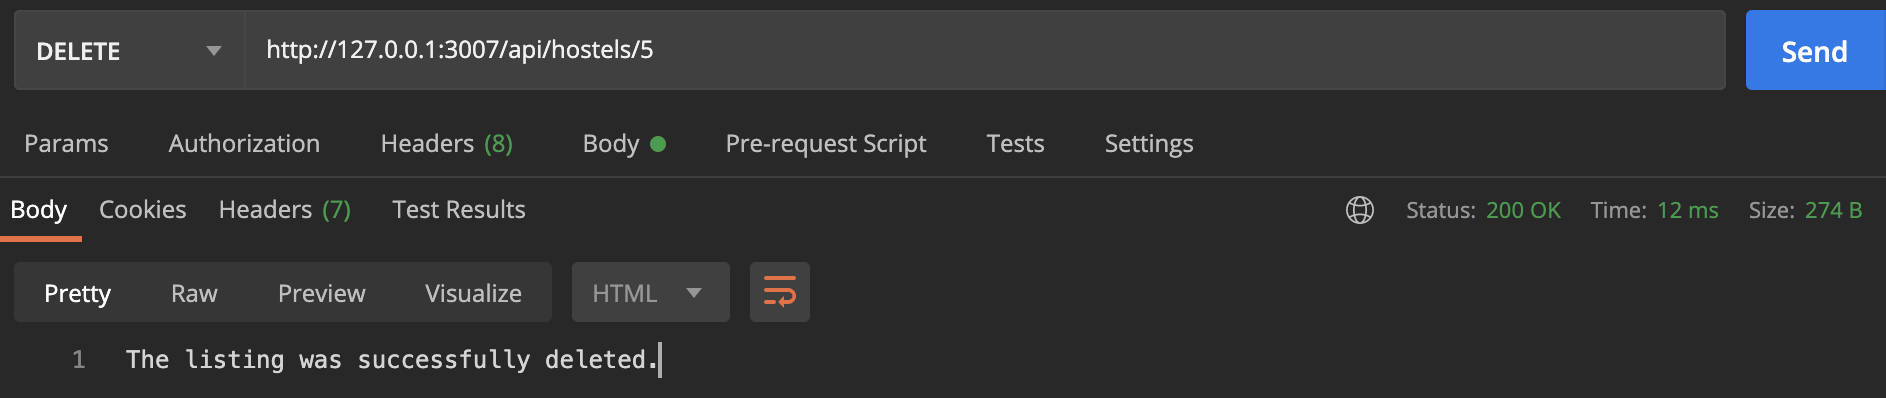 DELETE http://127.0.0.1:3007/api/hostels/5 Send
Params Authorization Headers (8) Body Pre-request Script Tests Settings
Body Cookies Headers (7) Test Results Status: 200 OK Time: 12 ms Size: 274 B
Pretty Raw Preview Visualize HTML
1 The listing was successfully deleted.